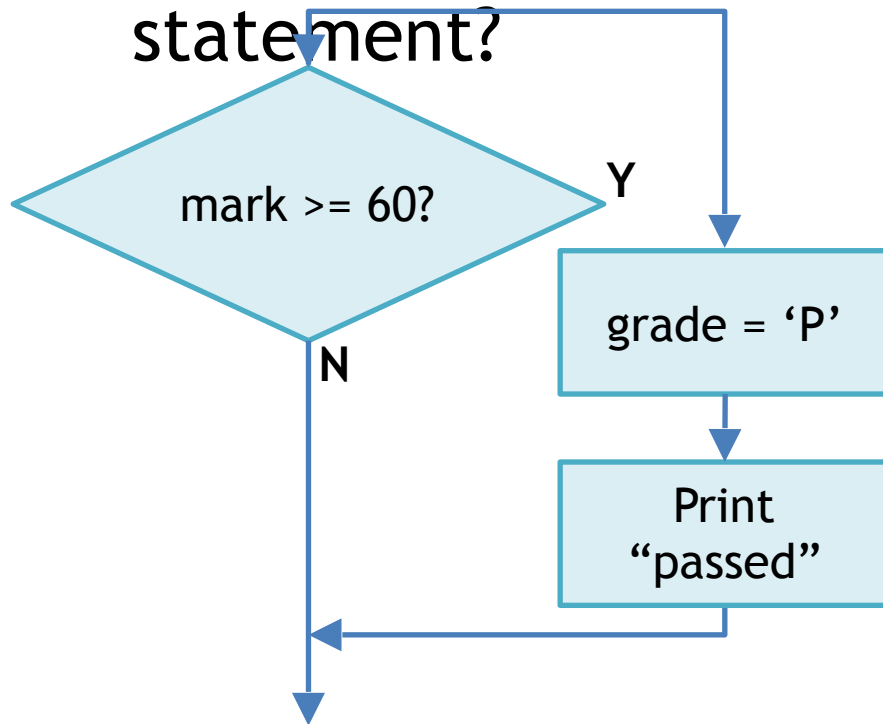 statement?
mark >= 60?
Y
grade = ‘P’
N
Print
“passed”